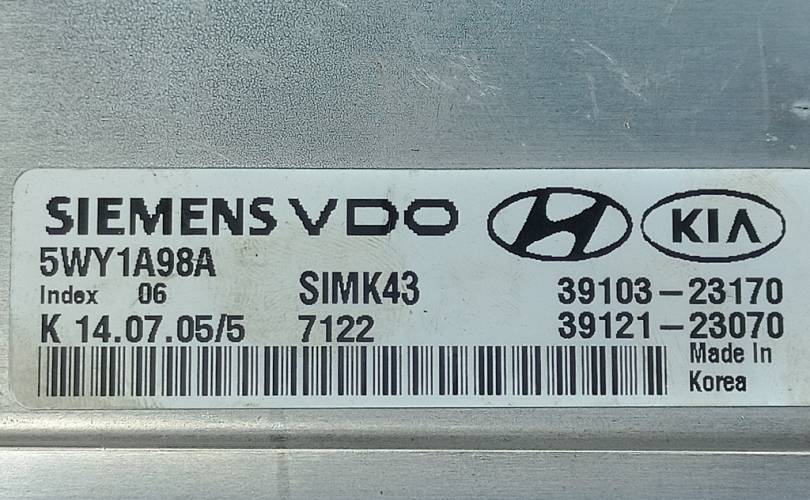 SIEMENS VDO H KIA
5WY1A98A
Index 06 SIMK43 39103-23170
K 14.07.05/5 7122 39121-23070
Made In
Korea